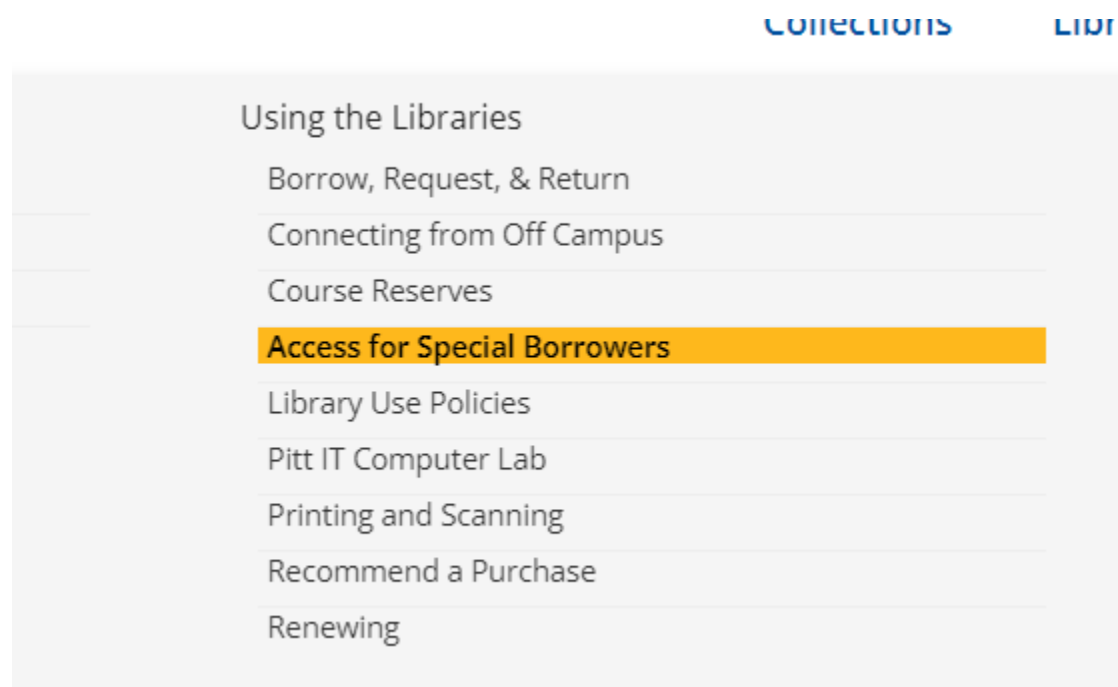 Collections
Using the Libraries
Borrow, Request, & Return
Connecting from Off Campus
Course Reserves
Access for Special Borrowers
Library Use Policies
Pitt IT Computer Lab
Printing and Scanning
Recommend a Purchase
Renewing